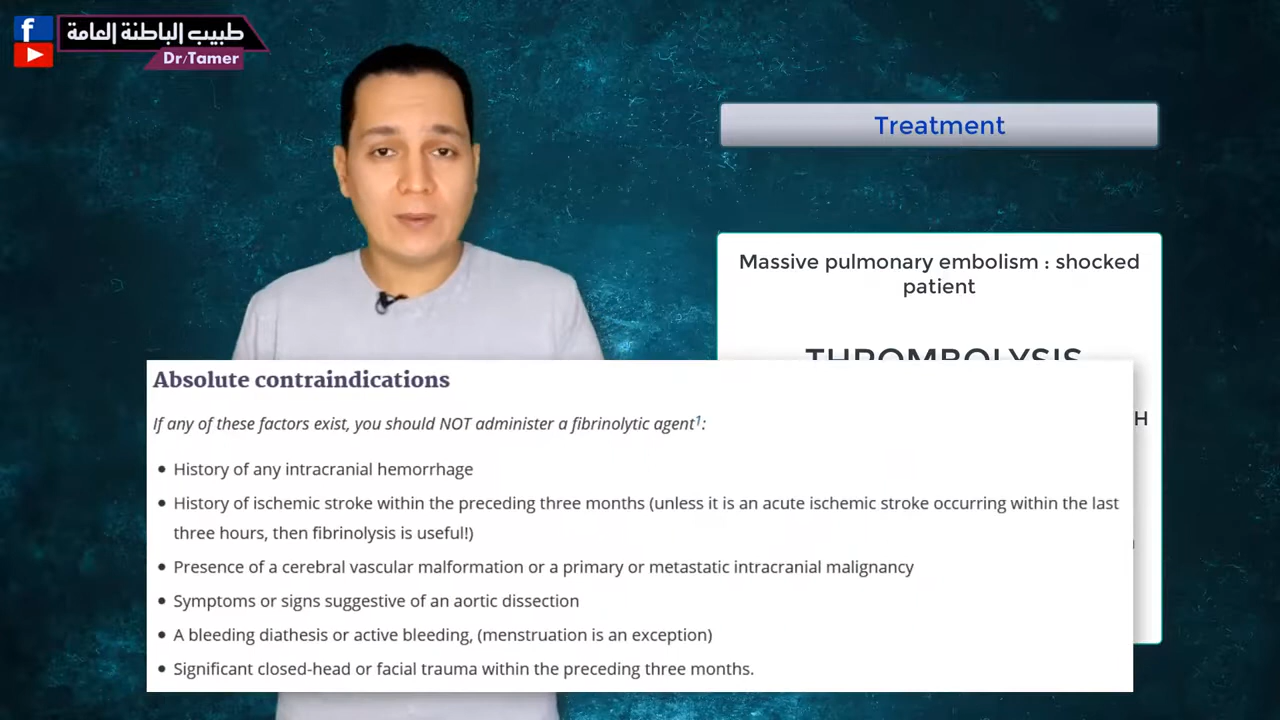 f
طبيب الباطنة العامة
Dr/Tamer
Treatment
Massive pulmonary embolism : shocked
patient
THROMBOLYSIS
H
Absolute contraindications
If any of these factors exist, you should NOT administer a fibrinolytic agent¹:
• History of any intracranial hemorrhage
• History of ischemic stroke within the preceding three months (unless it is an acute ischemic stroke occurring within the last
three hours, then fibrinolysis is useful!)
• Presence of a cerebral vascular malformation or a primary or metastatic intracranial malignancy
• Symptoms or signs suggestive of an aortic dissection
• A bleeding diathesis or active bleeding, (menstruation is an exception)
• Significant closed-head or facial trauma within the preceding three months.